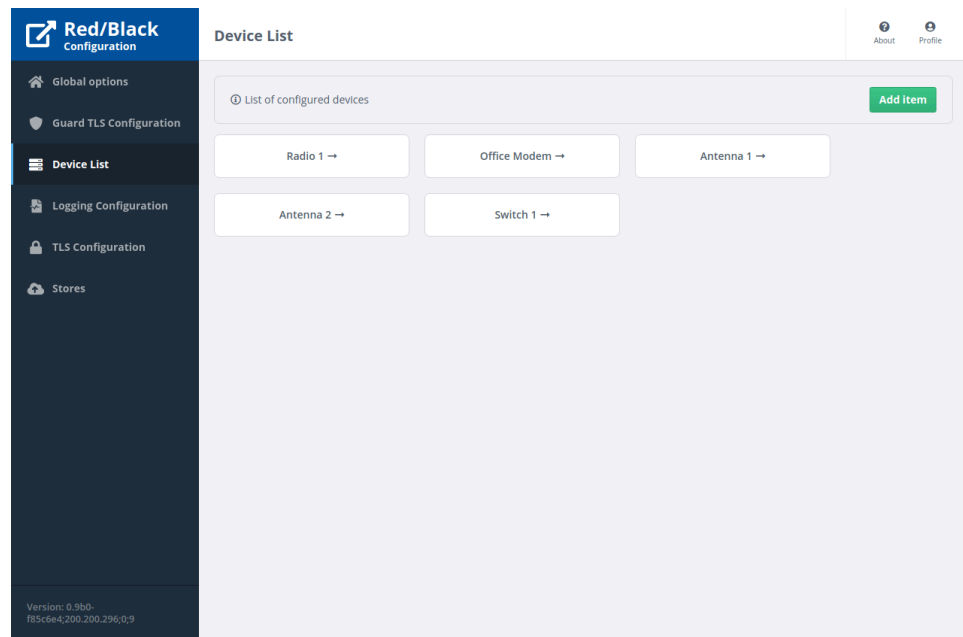 Red/Black
Configuration
Device List
About
Profile
Global options
Guard TLS Configuration
Device List
Logging Configuration
TLS Configuration
Stores
List of configured devices
Add item
Radio 1 →
Office Modem →
Antenna 1 →
Antenna 2 →
Switch 1 →
Version: 0.9b0-
f85c6e4;200.200.296;0;9